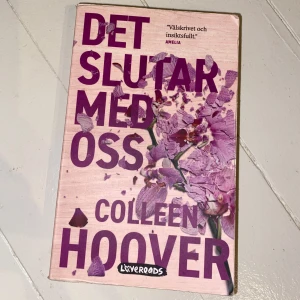 DET
SLUTAR
MED
OSS
"Välskrivet och
insiktsfullt."
AMELIA
COLLEEN
HOOVER
LOVEREADS